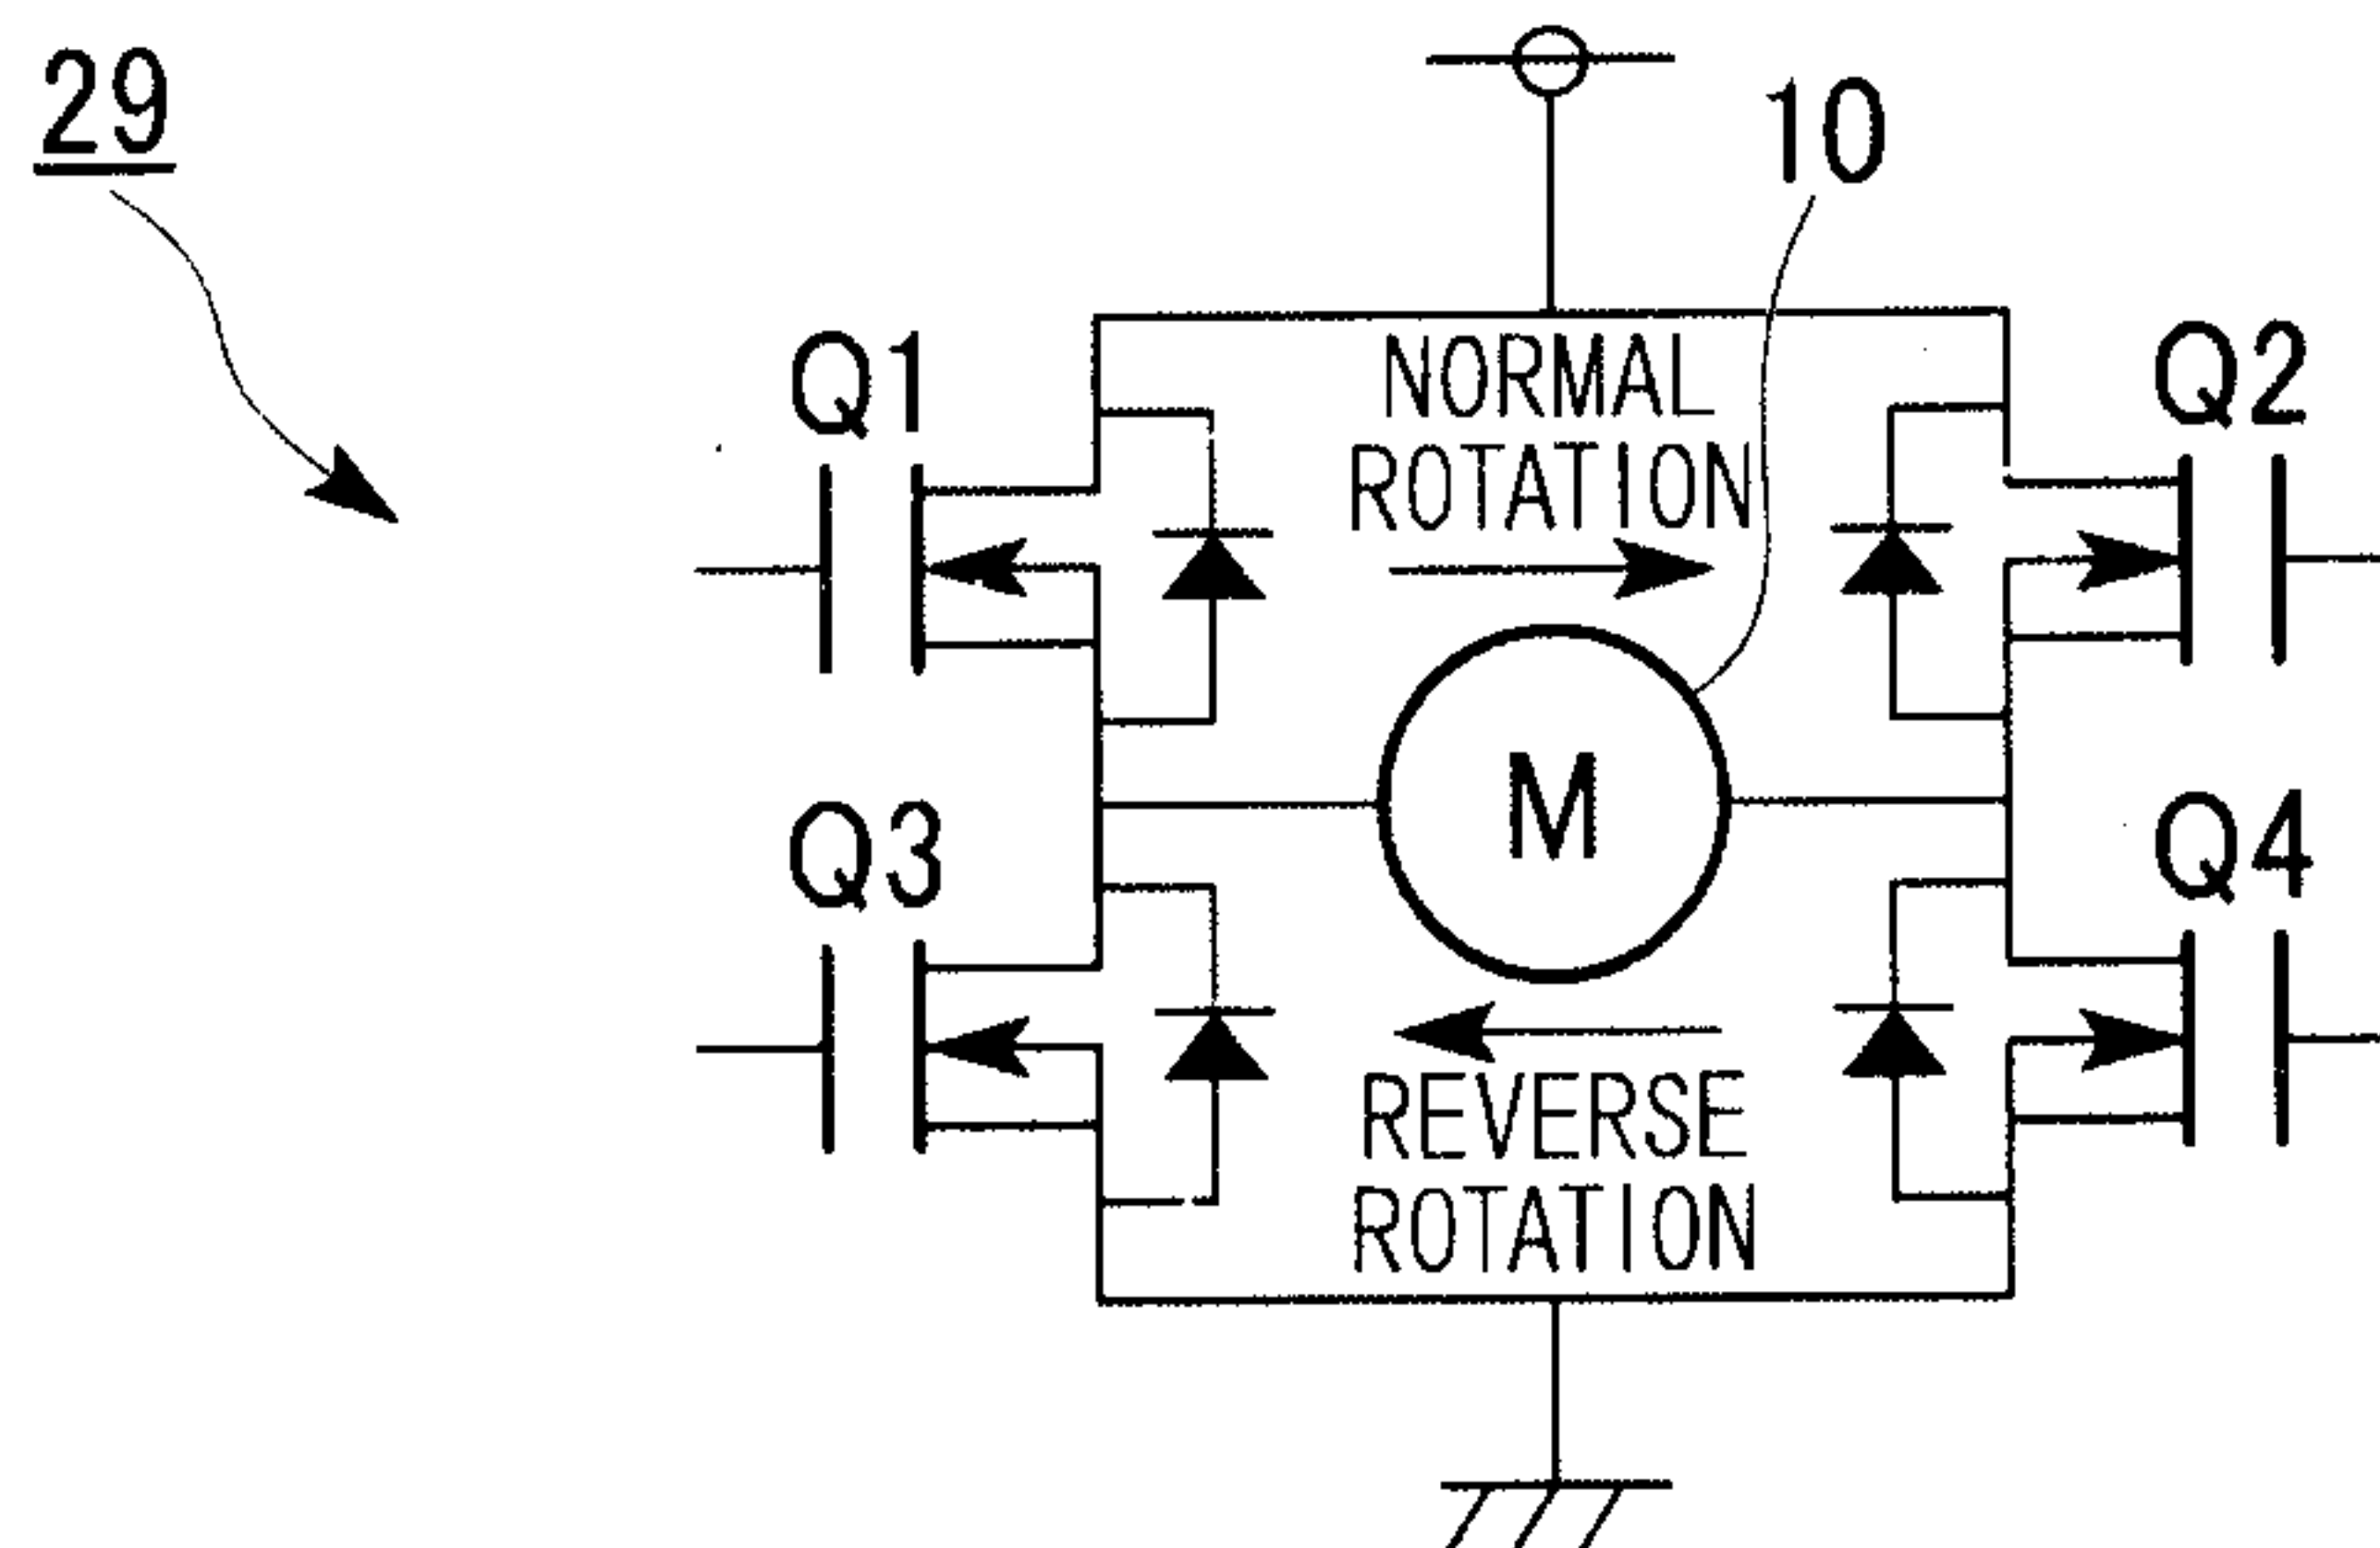 29
10
Q1
NORMAL
ROTATION
Q2
M
Q3
Q4
REVERSE
ROTATION